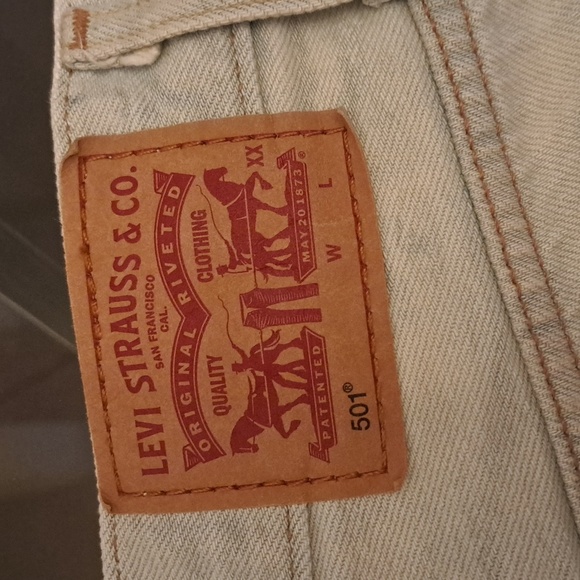 LEVI STRAUSS & CO.
SAN FRANCISCO
CAL.
ORIGINAL RIVETED
QUALITY CLOTHING
XX
PATENTED MAY 20 1873®
501® W L